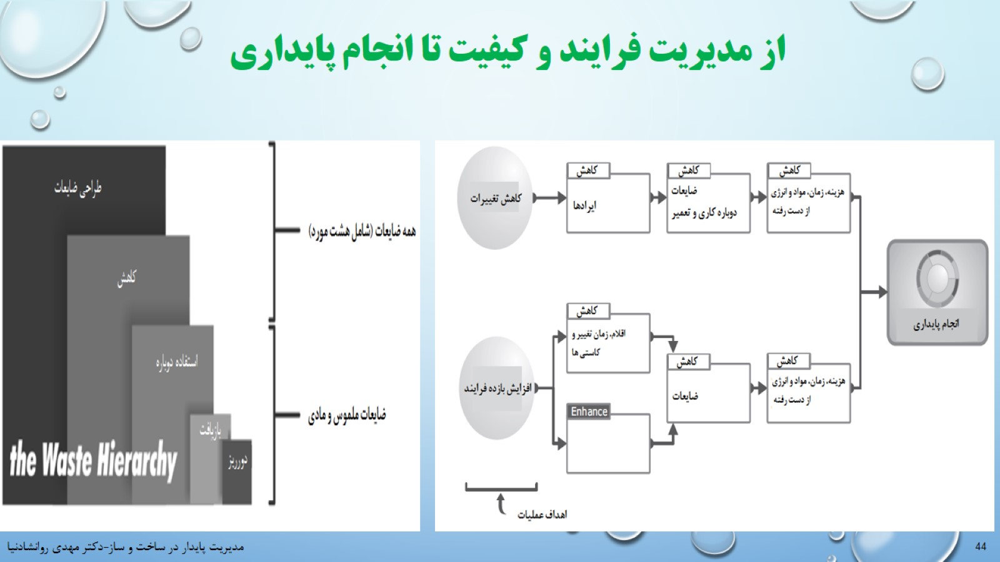 از مدیریت فرایند و کیفیت تا انجام پایداری
کاهش تغییرات
کاهش
ایرادها
کاهش
ضایعات
دوباره کاری و تعمیر
کاهش
هزینه، زمان، مواد و انرژی
از دست رفته
انجام پایداری
افزایش بازده فرایند
کاهش
اقلام، زمان تغییر و
کاستی ها
Enhance
کاهش
ضایعات
کاهش
هزینه، زمان، مواد و انرژی
از دست رفته
اهداف عملیات
طراحی ضایعات
کاهش
استفاده دوباره
بازیافت
دورریز
the Waste Hierarchy
همه ضایعات (شامل هشت مورد)
ضایعات ملموس و مادی
مدیریت پایدار در ساخت و ساز-دکتر مهدی روانشادنیا
44